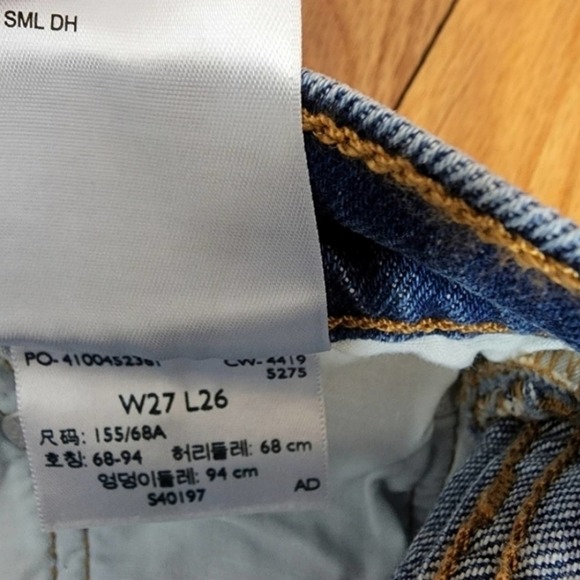 SML DH
PO-4100452361 CW-4419
5275
W27 L26
尺码: 155/68A
호칭: 68-94 허리둘레: 68 cm
엉덩이둘레: 94 cm
S40197 AD